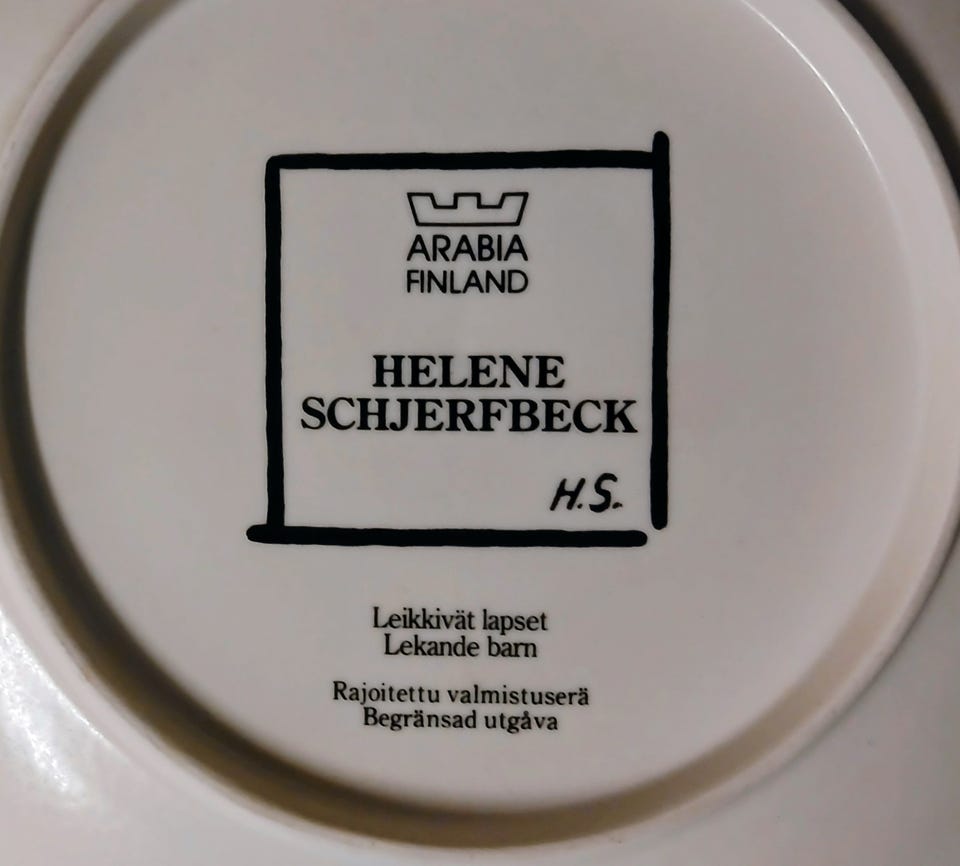 ARABIA
FINLAND
HELENE
SCHJERFBECK
H.S.
Leikkivät lapset
Lekande barn
Rajoitettu valmistuserä
Begränsad utgåva